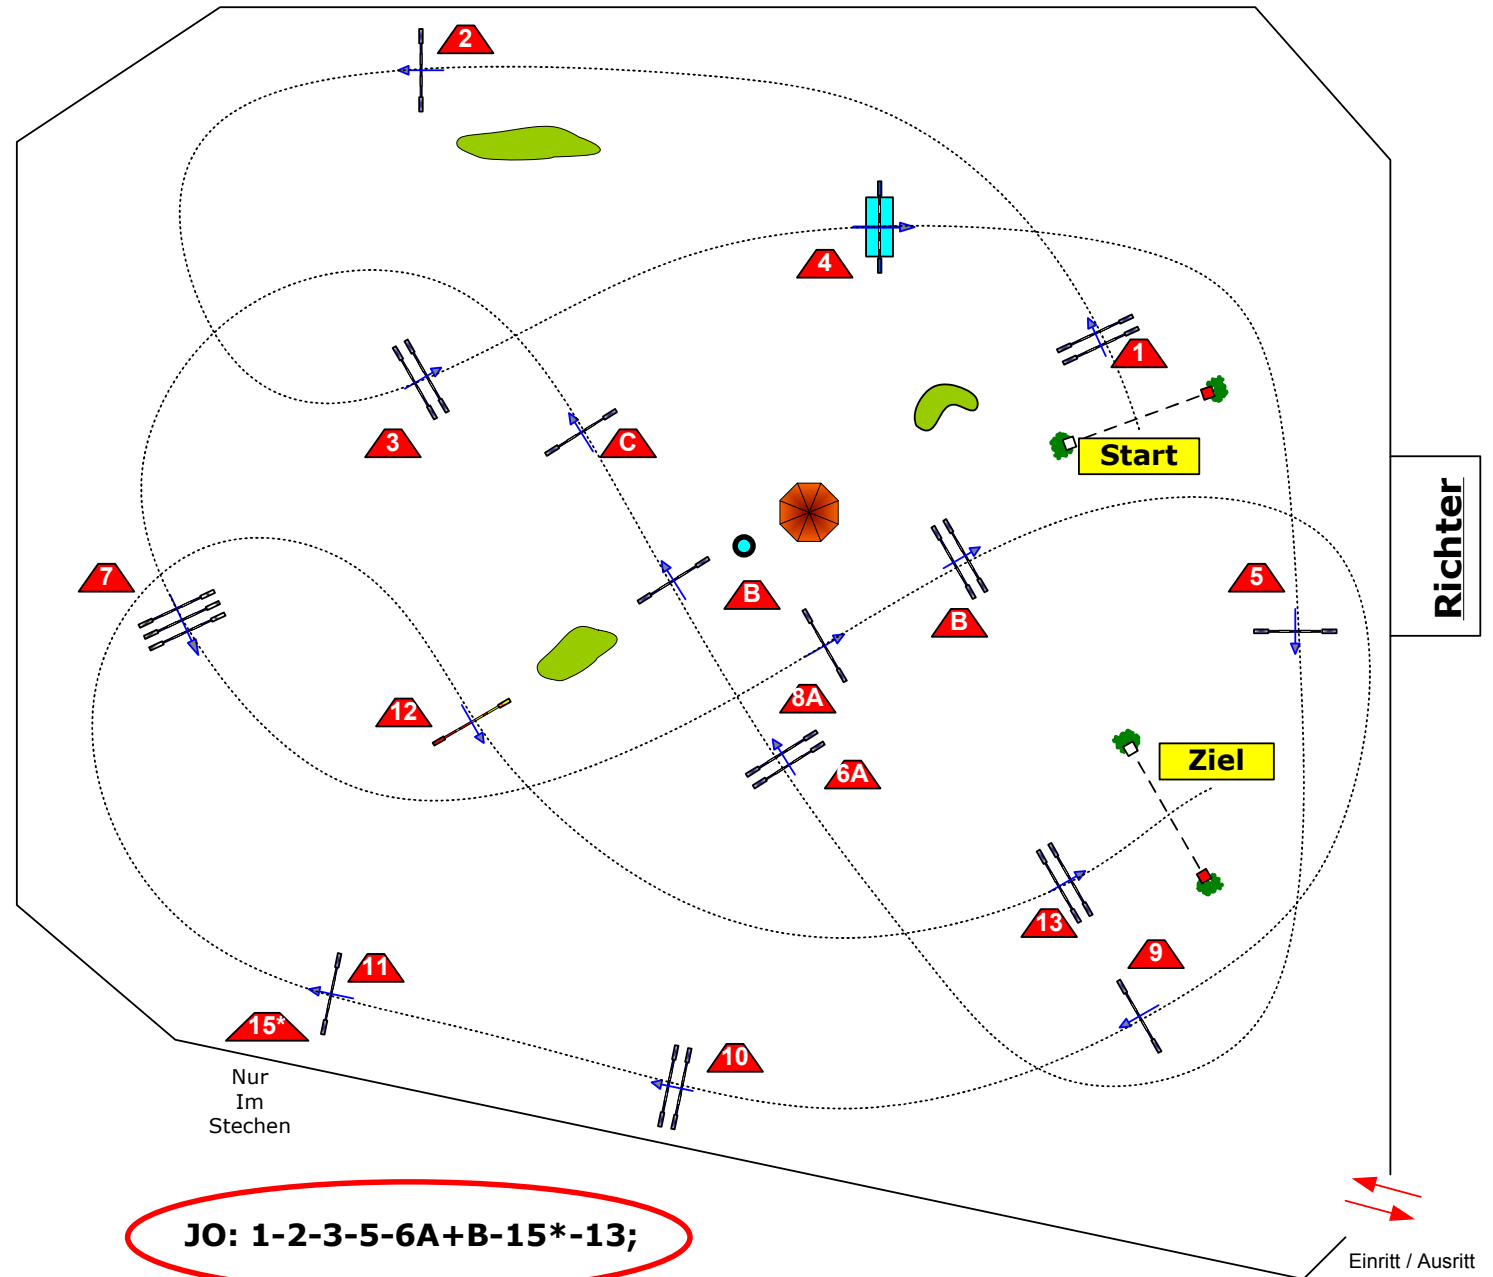 2
4
1
3
C
Start
Richter
7
B
B
5
12
8A
6A
Ziel
13
9
11
15*
10
Nur
Im
Stechen
JO: 1-2-3-5-6A+B-15*-13;
Einritt / Ausritt